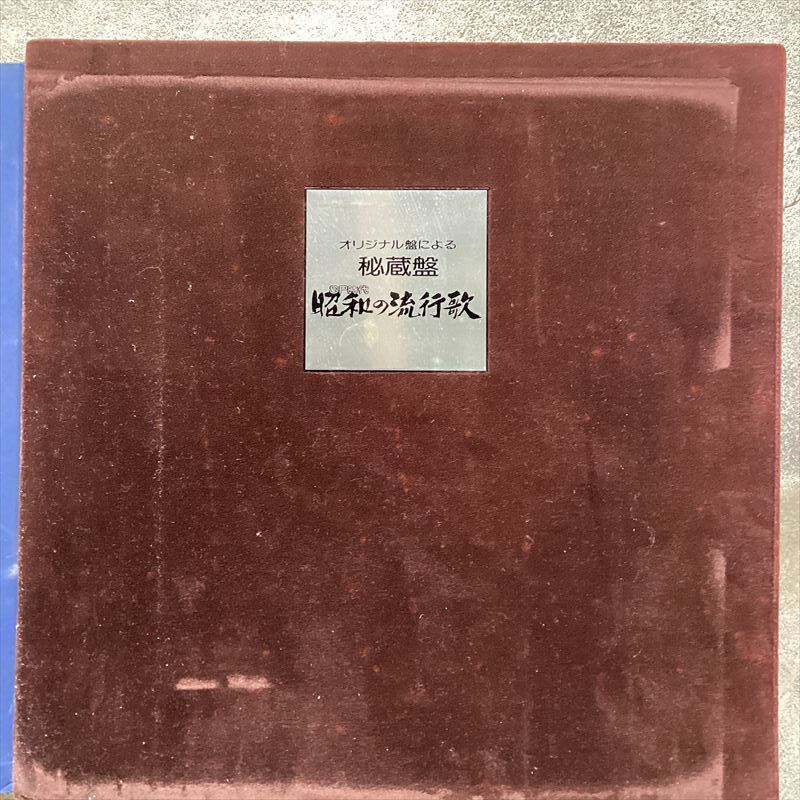 オリジナル盤による
秘蔵盤
昭和の流行歌